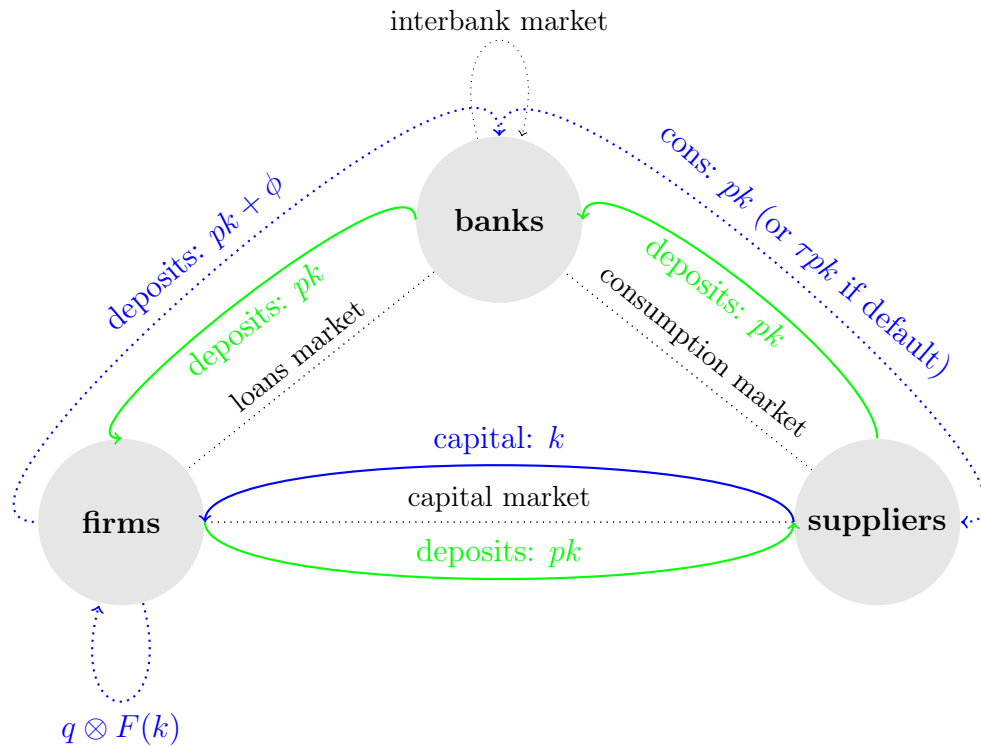 interbank market
cons: pk (or τpk if default)
deposits: pk + ϕ
banks
deposits: pk
deposits: pk
consumption market
loans market
capital: k
capital market
firms
suppliers
deposits: pk
q ⊗ F(k)